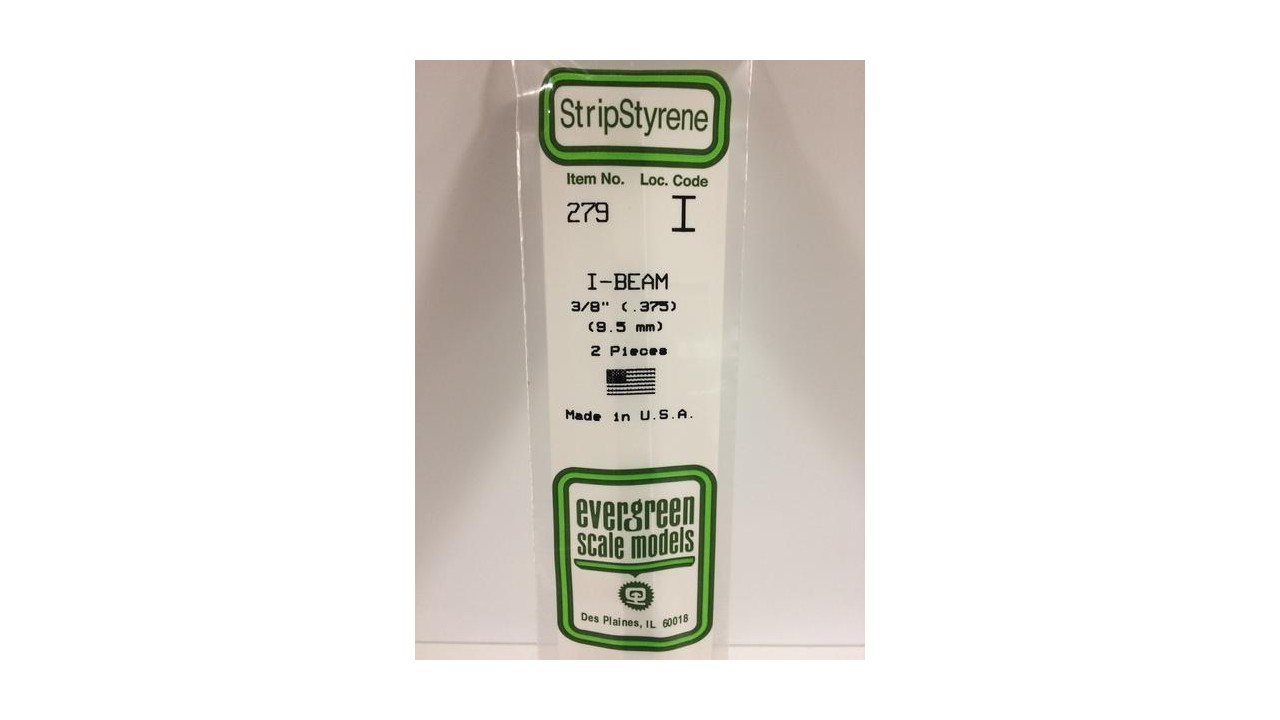 StripStyrene
Item No. Loc. Code
279 I
I-BEAM
3/8" (.375)
(9.5 mm)
2 Pieces
Made in U.S.A.
evergreen
scale models
Des Plaines, IL 60018